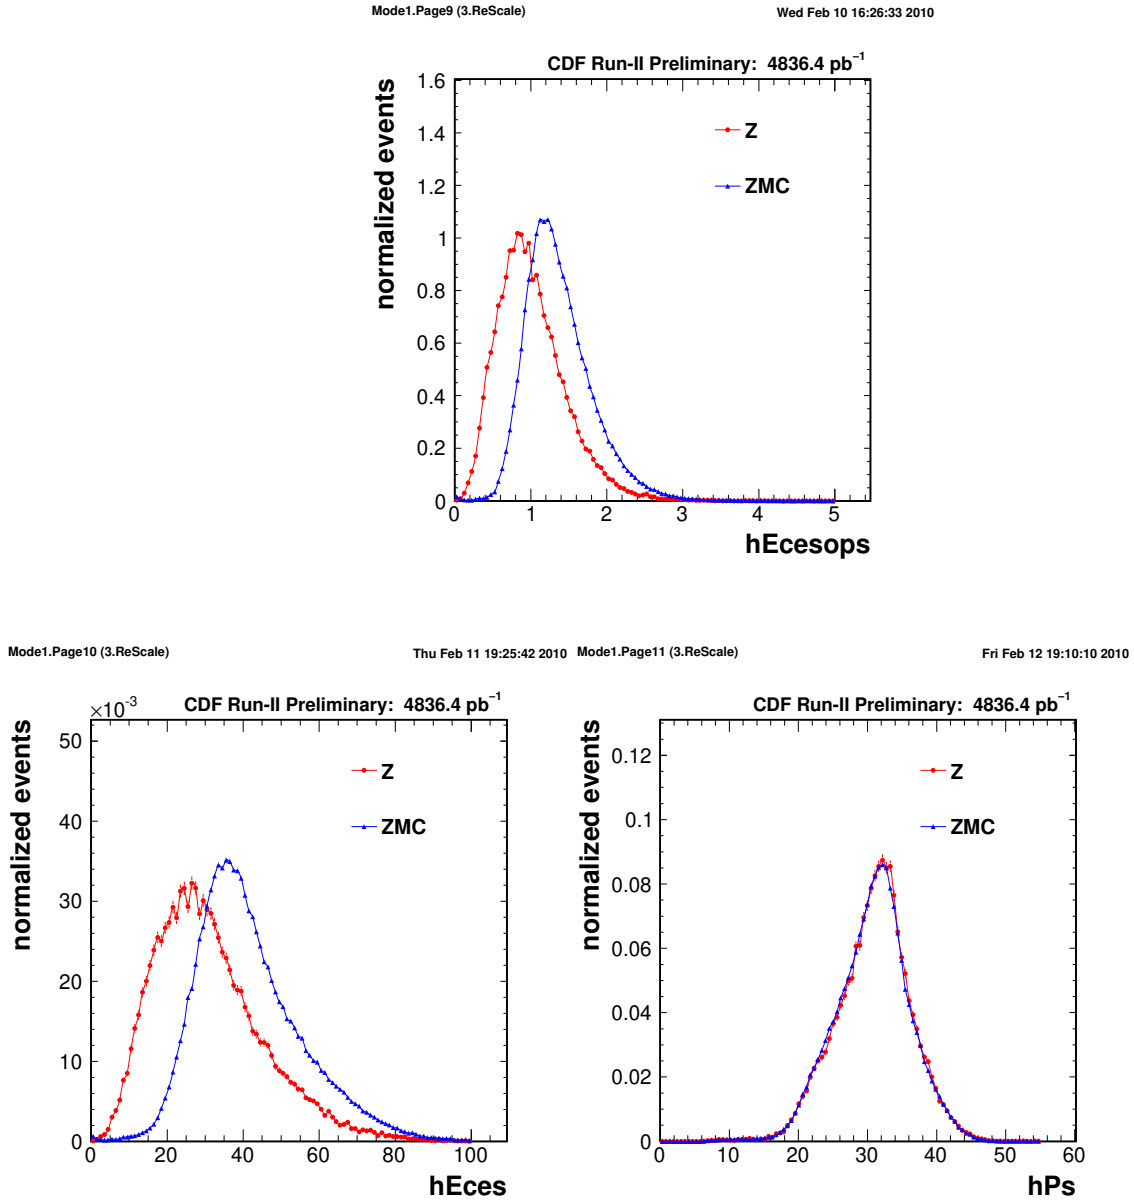 Mode1.Page9 (3.ReScale) Wed Feb 10 16:26:33 2010
CDF Run-II Preliminary: 4836.4 pb⁻¹
normalized events
1.6
1.4
1.2
1
0.8
0.6
0.4
0.2
0
Z
ZMC
0 1 2 3 4 5
hEcesops
Mode1.Page10 (3.ReScale) Thu Feb 11 19:25:42 2010
×10⁻³
CDF Run-II Preliminary: 4836.4 pb⁻¹
normalized events
50
40
30
20
10
0
Z
ZMC
0 20 40 60 80 100
hEces
Mode1.Page11 (3.ReScale) Fri Feb 12 19:10:10 2010
CDF Run-II Preliminary: 4836.4 pb⁻¹
normalized events
0.12
0.1
0.08
0.06
0.04
0.02
0
Z
ZMC
0 10 20 30 40 50 60
hPs